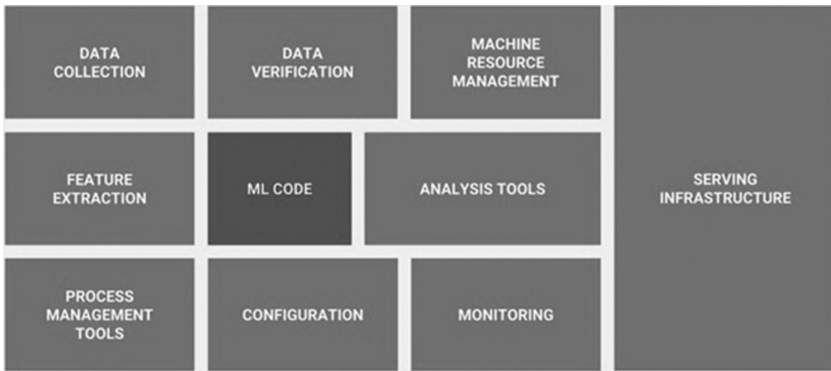 DATA
COLLECTION
DATA
VERIFICATION
MACHINE
RESOURCE
MANAGEMENT
SERVING
INFRASTRUCTURE
FEATURE
EXTRACTION
ML CODE
ANALYSIS TOOLS
PROCESS
MANAGEMENT
TOOLS
CONFIGURATION
MONITORING